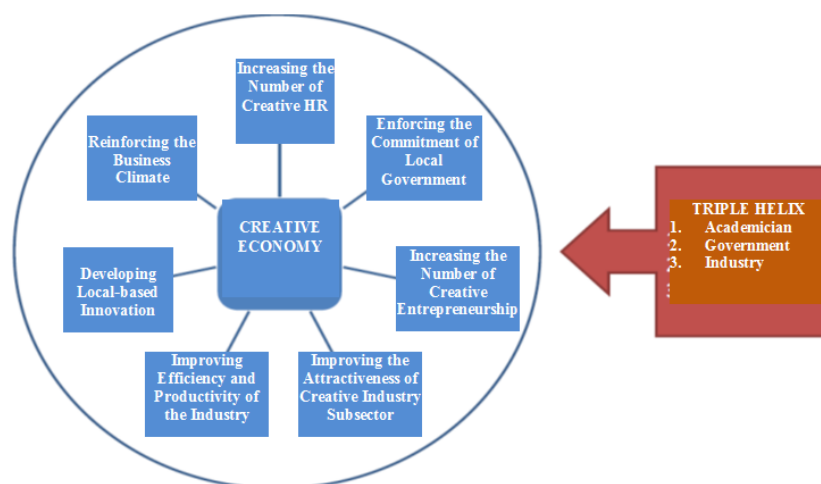 Increasing the
Number of
Creative HR
Reinforcing the
Business
Climate
Enforcing the
Commitment of
Local
Government
CREATIVE
ECONOMY
Developing
Local-based
Innovation
Increasing the
Number of
Creative
Entrepreneurship
Improving
Efficiency and
Productivity of
the Industry
Improving the
Attractiveness of
Creative Industry
Subsector
TRIPLE HELIX
1. Academician
2. Government
3. Industry